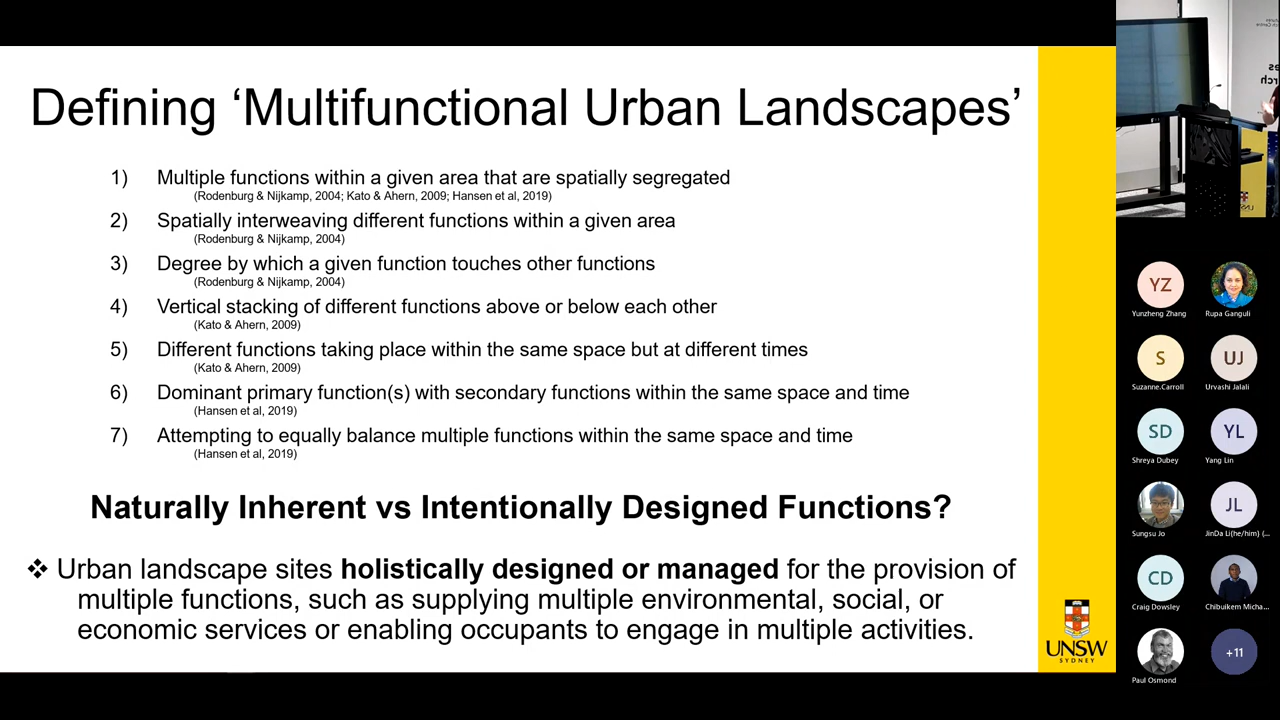 Defining ‘Multifunctional Urban Landscapes’
1) Multiple functions within a given area that are spatially segregated
(Rodenburg & Nijkamp, 2004; Kato & Ahern, 2009; Hansen et al, 2019)
2) Spatially interweaving different functions within a given area
(Rodenburg & Nijkamp, 2004)
3) Degree by which a given function touches other functions
(Rodenburg & Nijkamp, 2004)
4) Vertical stacking of different functions above or below each other
(Kato & Ahern, 2009)
5) Different functions taking place within the same space but at different times
(Kato & Ahern, 2009)
6) Dominant primary function(s) with secondary functions within the same space and time
(Hansen et al, 2019)
7) Attempting to equally balance multiple functions within the same space and time
(Hansen et al, 2019)
Naturally Inherent vs Intentionally Designed Functions?
❖ Urban landscape sites holistically designed or managed for the provision of
multiple functions, such as supplying multiple environmental, social, or
economic services or enabling occupants to engage in multiple activities.
UNSW
SYDNEY
YZ
Yunzheng Zhang
Rupa Ganguli
S
Suzanne.Carroll
UJ
Urvashi Jalali
SD
Shreya Dubey
YL
Yang Lin
Sungsu Jo
JL
JinDa Li(he/him) (...
CD
Craig Dowsley
Chibuikem Micha...
Paul Osmond
+11